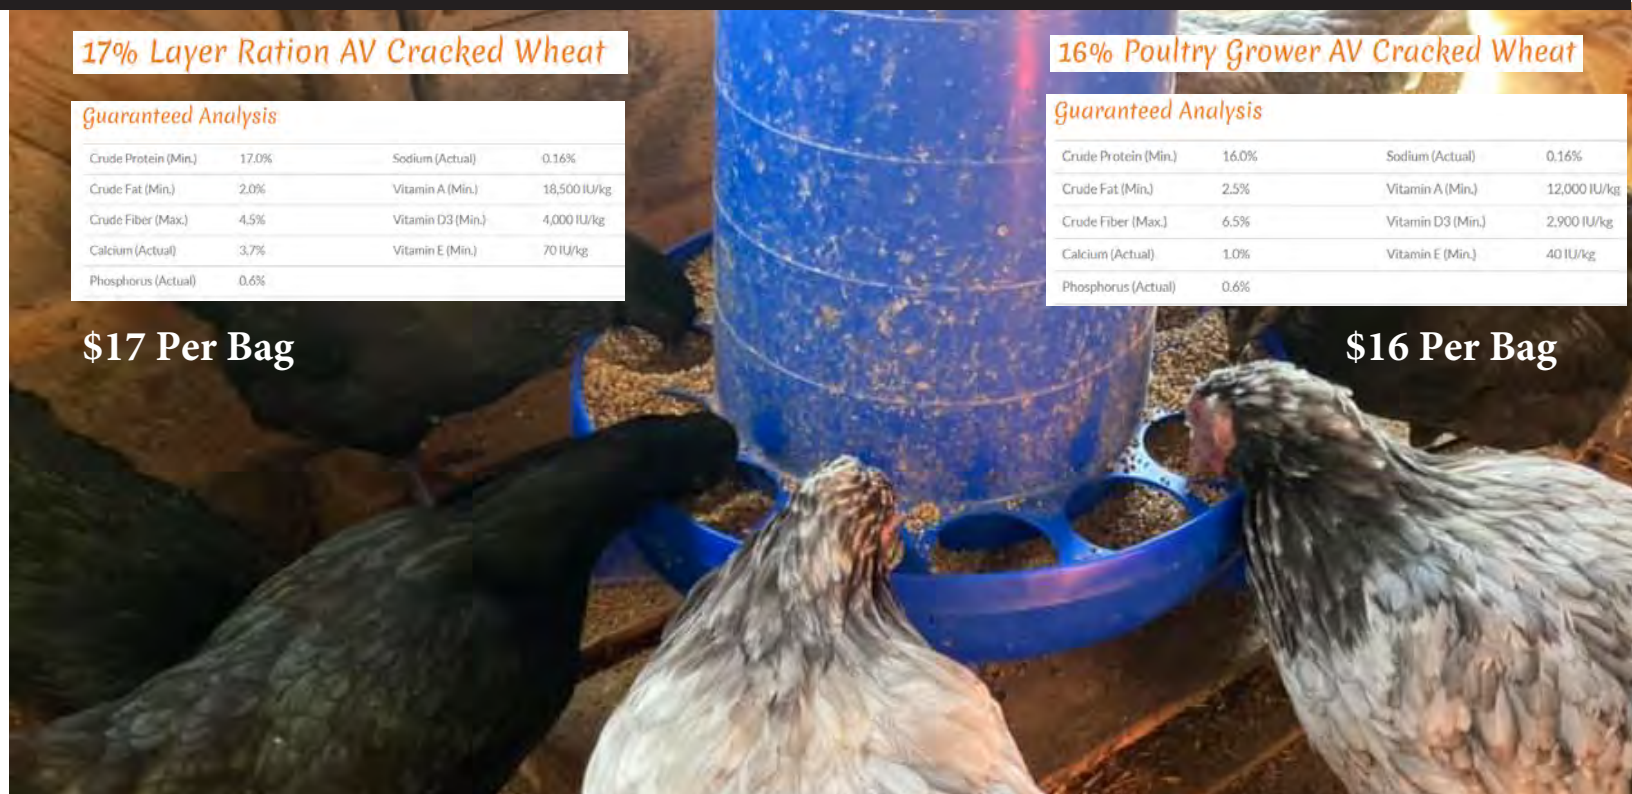 17% Layer Ration AV Cracked Wheat
Guaranteed Analysis
Crude Protein (Min.) 17.0% Sodium (Actual) 0.16%
Crude Fat (Min.) 2.0% Vitamin A (Min.) 18,500 IU/kg
Crude Fiber (Max.) 4.5% Vitamin D3 (Min.) 4,000 IU/kg
Calcium (Actual) 3.7% Vitamin E (Min.) 70 IU/kg
Phosphorus (Actual) 0.6%
$17 Per Bag
16% Poultry Grower AV Cracked Wheat
Guaranteed Analysis
Crude Protein (Min.) 16.0% Sodium (Actual) 0.16%
Crude Fat (Min.) 2.5% Vitamin A (Min.) 12,000 IU/kg
Crude Fiber (Max.) 6.5% Vitamin D3 (Min.) 2,900 IU/kg
Calcium (Actual) 1.0% Vitamin E (Min.) 40 IU/kg
Phosphorus (Actual) 0.6%
$16 Per Bag